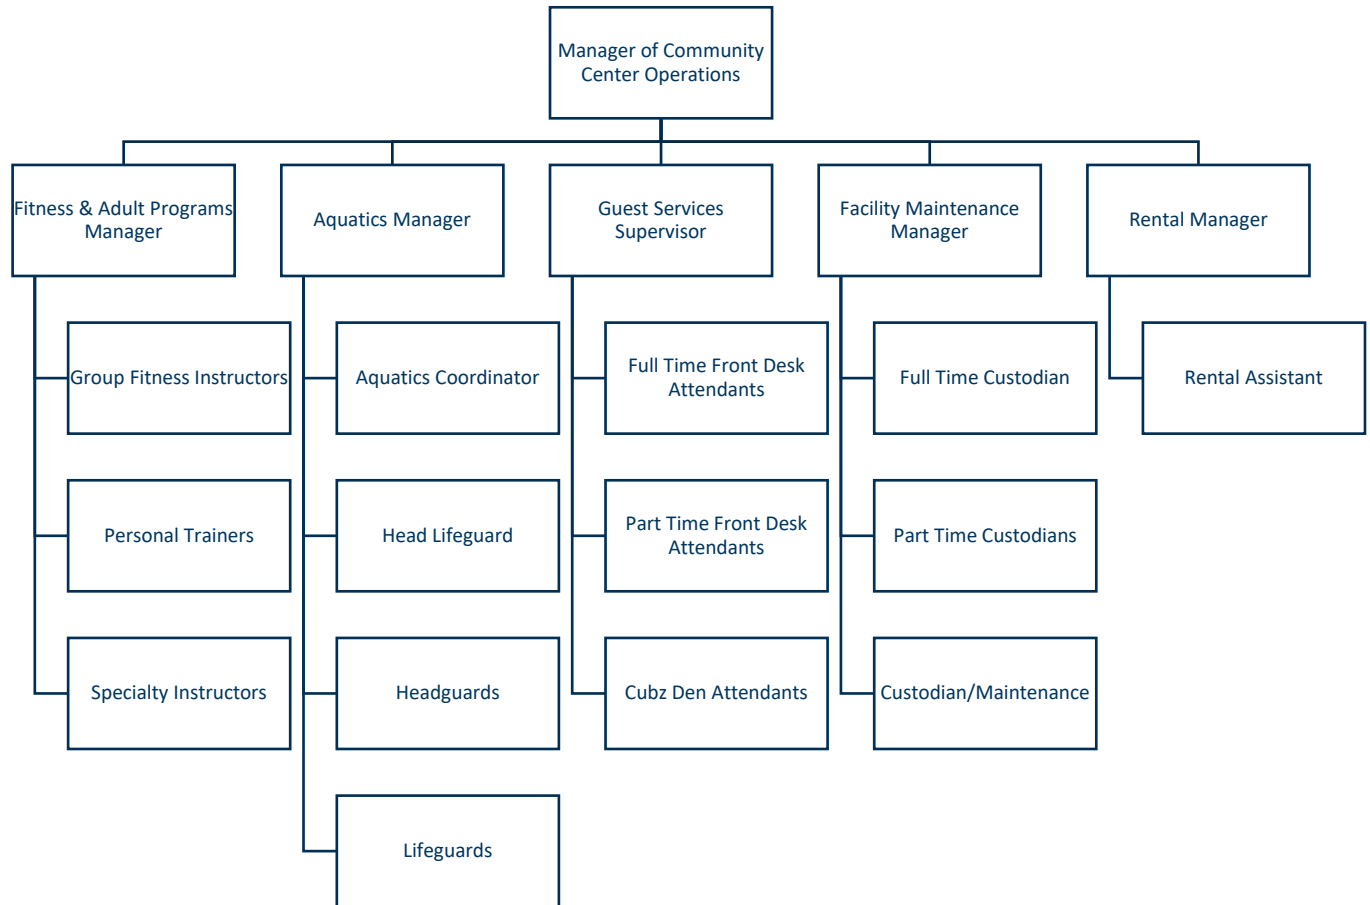 Manager of Community
Center Operations
Fitness & Adult Programs
Manager
Aquatics Manager
Guest Services
Supervisor
Facility Maintenance
Manager
Rental Manager
Group Fitness Instructors
Aquatics Coordinator
Full Time Front Desk
Attendants
Full Time Custodian
Rental Assistant
Personal Trainers
Head Lifeguard
Part Time Front Desk
Attendants
Part Time Custodians
Specialty Instructors
Headguards
Cubz Den Attendants
Custodian/Maintenance
Lifeguards